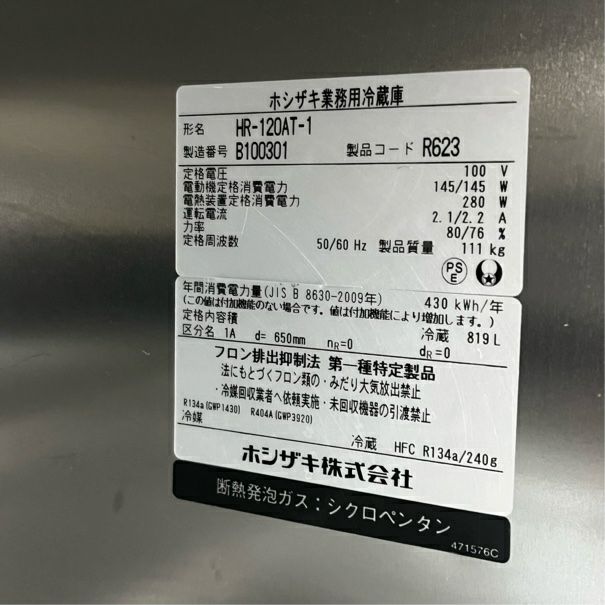 ホシザキ業務用冷蔵庫
形名 HR-120AT-1
製造番号 B100301 製品コード R623
定格電圧 100 V
電動機定格消費電力 145/145 W
電熱装置定格消費電力 280 W
運転電流 2.1/2.2 A
力率 80/76 %
定格周波数 50/60 Hz 製品質量 111 kg
PS
E
年間消費電力量(JIS B 8630-2009年) 430 kWh/年
(この値は付加機能のない場合です。値は付加機能により増加します。)
定格内容積 冷蔵 819 L
区分名 1A d= 650mm nR=0 dR=0
フロン排出抑制法 第一種特定製品
法にもとづくフロン類の・みだり大気放出禁止
・冷媒回収業者へ依頼実施・未回収機器の引渡禁止
R134a(GWP1430) R404A(GWP3920)
冷媒 冷蔵 HFC R134a/240g
ホシザキ株式会社
断熱発泡ガス：シクロペンタン
471576C